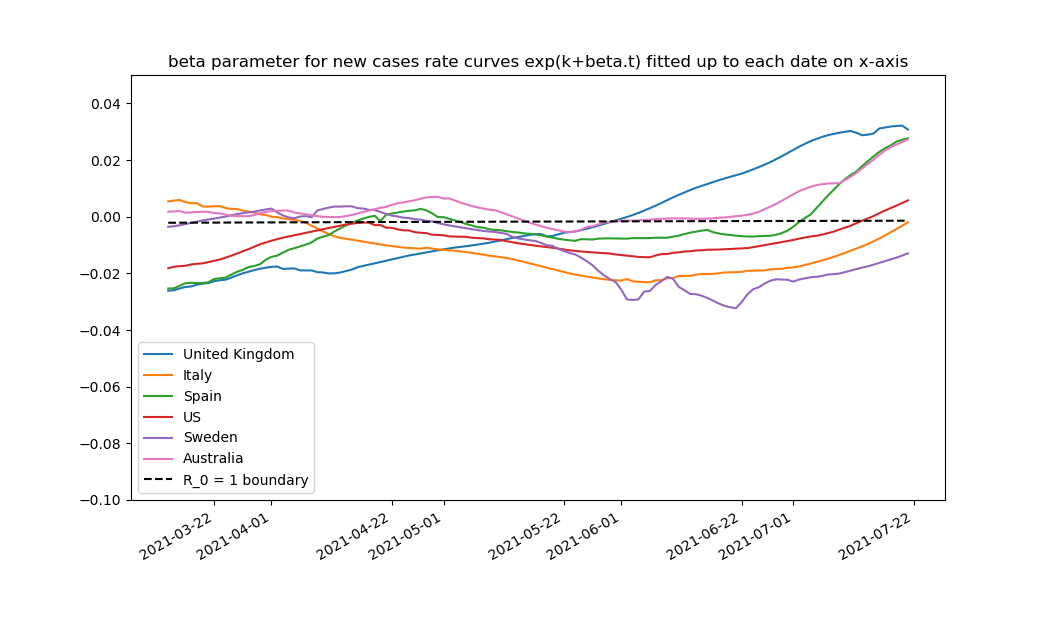 beta parameter for new cases rate curves exp(k+beta.t) fitted up to each date on x-axis
0.04
0.02
0.00
−0.02
−0.04
−0.06
−0.08
−0.10
United Kingdom
Italy
Spain
US
Sweden
Australia
R_0 = 1 boundary
2021-03-22
2021-04-01
2021-04-22
2021-05-01
2021-05-22
2021-06-01
2021-06-22
2021-07-01
2021-07-22